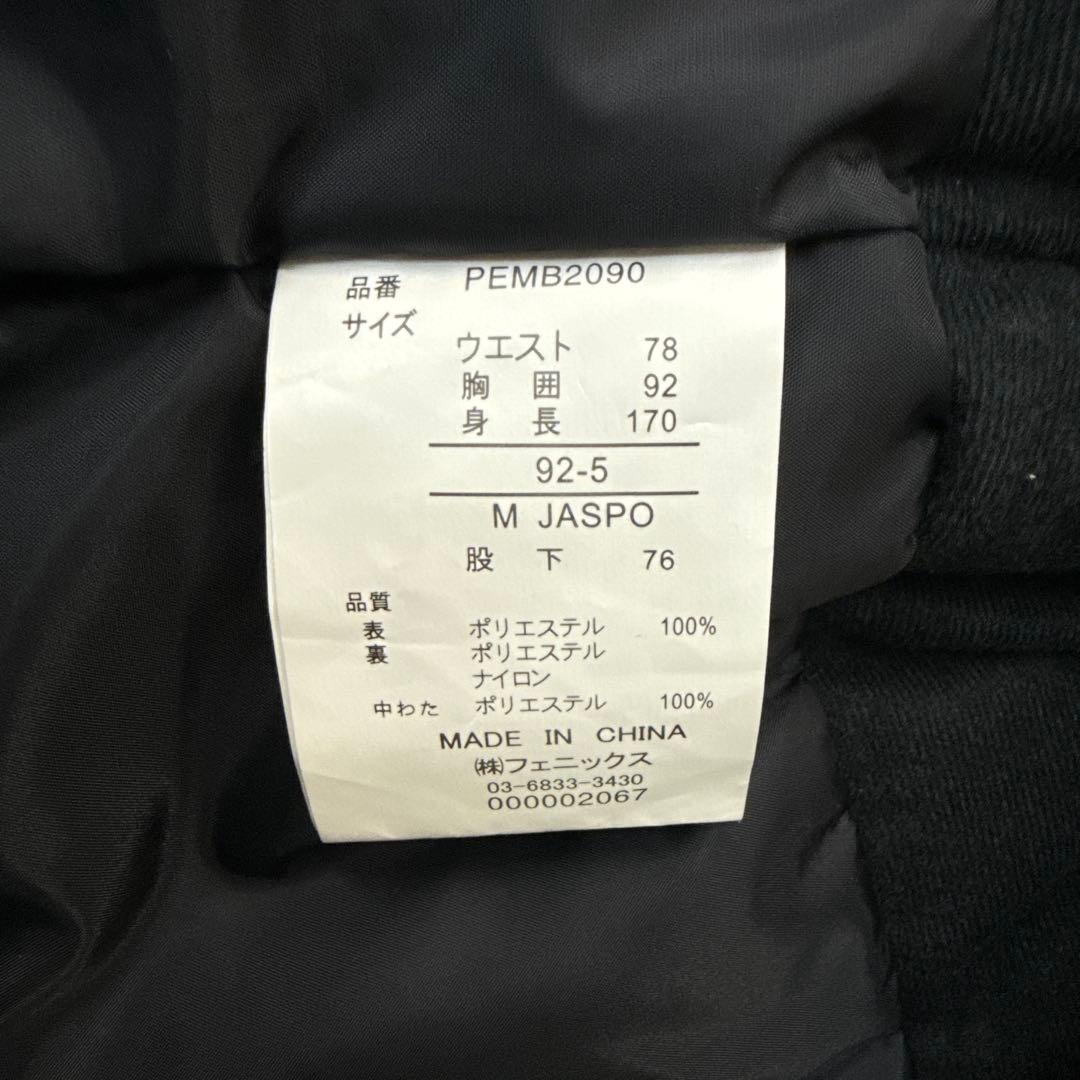 品番 PEMB2090
サイズ
ウエスト 78
胸囲 92
身長 170
92-5
M JASPO
股下 76
品質
表 ポリエステル 100%
裏 ポリエステル
ナイロン
中わた ポリエステル 100%
MADE IN CHINA
㈱フェニックス
03-6833-3430
000002067